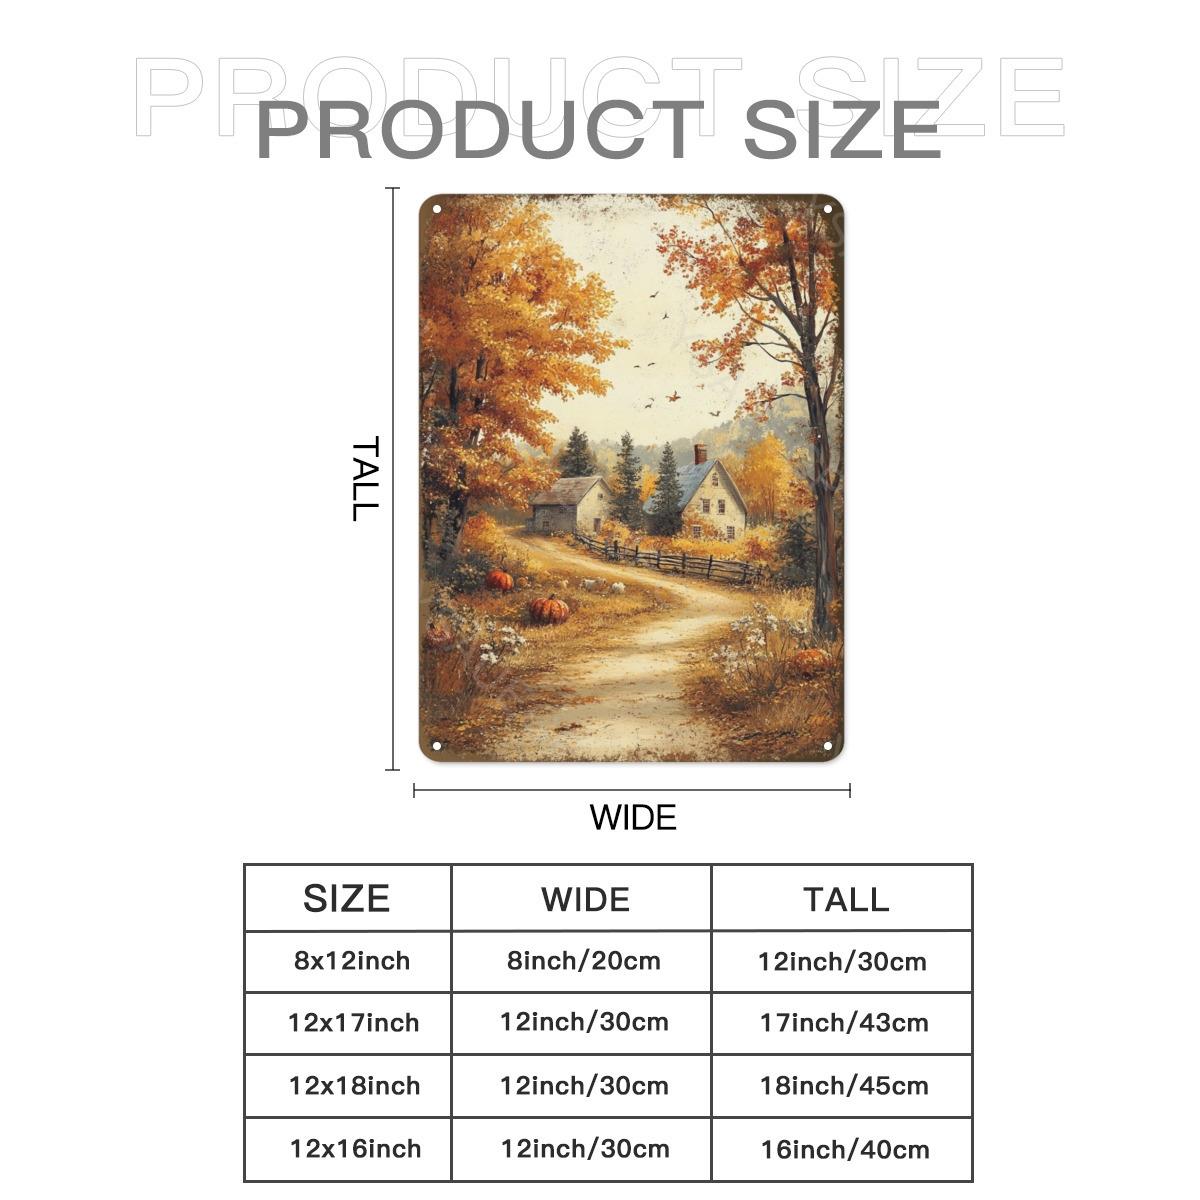 PRODUCT SIZE
PRODUCT SIZE
TALL
WIDE
SIZE WIDE TALL
8x12inch 8inch/20cm 12inch/30cm
12x17inch 12inch/30cm 17inch/43cm
12x18inch 12inch/30cm 18inch/45cm
12x16inch 12inch/30cm 16inch/40cm